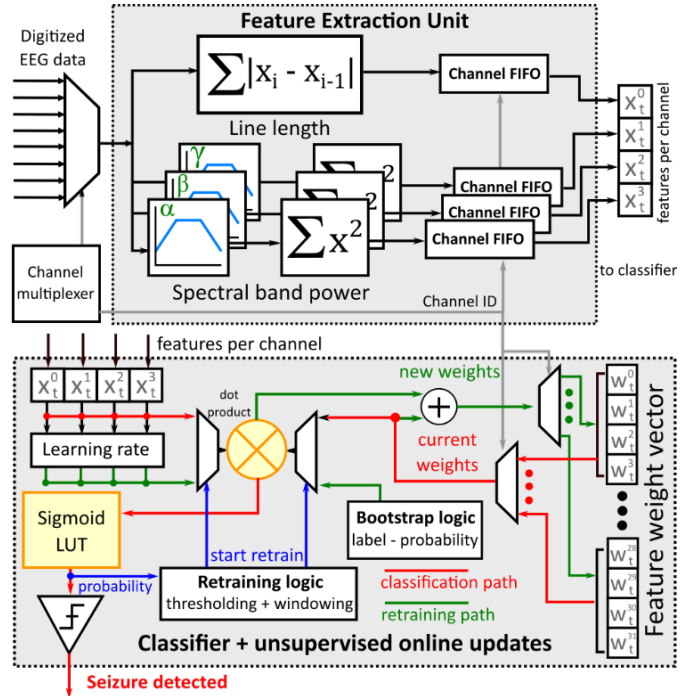 Feature Extraction Unit
Digitized
EEG data
∑|xᵢ - xᵢ₋₁|
Channel FIFO
Line length
γ
β
α
∑x²
2
2
Channel FIFO
Channel FIFO
Channel FIFO
Spectral band power
Channel
multiplexer
Channel ID
x⁰ₜ
x¹ₜ
x²ₜ
x³ₜ
features per channel
to classifier
features per channel
x⁰ₜ
x¹ₜ
x²ₜ
x³ₜ
Learning rate
dot
product
new weights
+
current
weights
Sigmoid
LUT
probability
start retrain
Retraining logic
thresholding + windowing
Bootstrap logic
label - probability
classification path
retraining path
w⁰ₜ
w¹ₜ
w²ₜ
w³ₜ
w²⁸ₜ
w²⁹ₜ
w³⁰ₜ
w³¹ₜ
Feature weight vector
Classifier + unsupervised online updates
Seizure detected